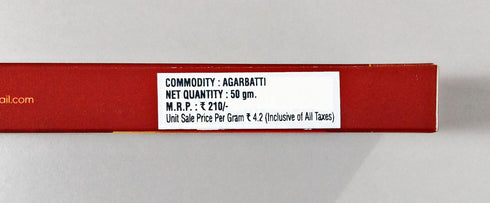 ail.com
COMMODITY : AGARBATTI
NET QUANTITY : 50 gm.
M.R.P. : ₹ 210/-
Unit Sale Price Per Gram ₹ 4.2 (Inclusive of All Taxes)